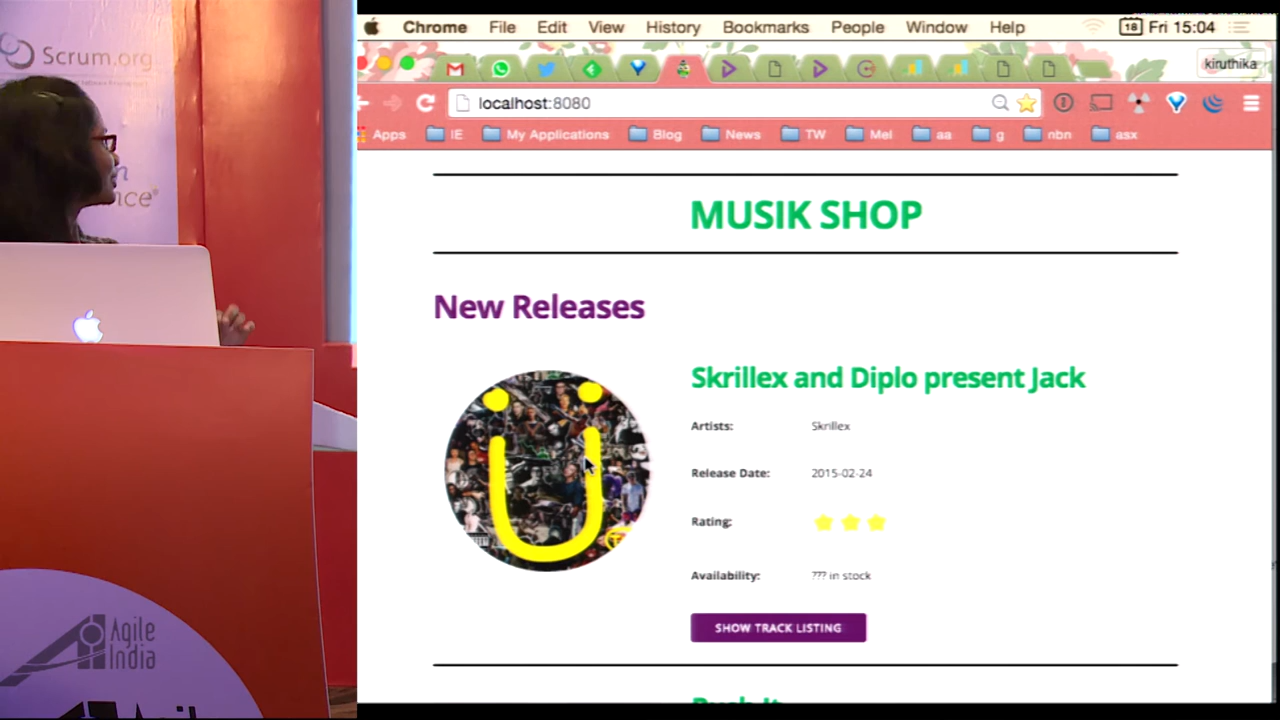 Scrum.org
nce®
Agile
India
Chrome File Edit View History Bookmarks People Window Help
18 Fri 15:04
kiruthika
localhost:8080
Apps IE My Applications Blog News TW Mel aa g nbn asx
MUSIK SHOP
New Releases
Skrillex and Diplo present Jack
Artists: Skrillex
Release Date: 2015-02-24
Rating:
Availability: ??? in stock
SHOW TRACK LISTING